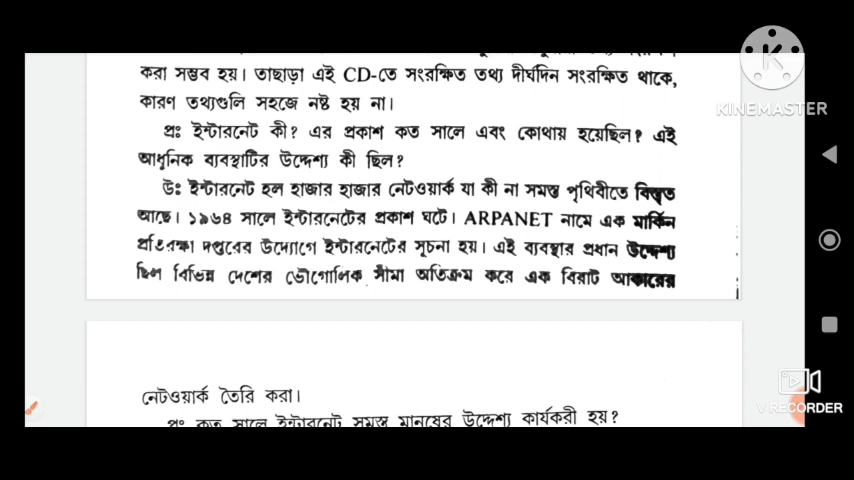 করা সম্ভব হয়। তাছাড়া এই CD-তে সংরক্ষিত তথ্য দীর্ঘদিন সংরক্ষিত থাকে,
কারণ তথ্যগুলি সহজে নষ্ট হয় না।
প্রঃ ইন্টারনেট কী? এর প্রকাশ কত সালে এবং কোথায় হয়েছিল? এই
আধুনিক ব্যবস্থাটির উদ্দেশ্য কী ছিল?
উঃ ইন্টারনেট হল হাজার হাজার নেটওয়ার্ক যা কী না সমস্ত পৃথিবীতে বিস্তৃত
আছে। ১৯৬৪ সালে ইন্টারনেটের প্রকাশ ঘটে। ARPANET নামে এক মার্কিন
প্রতিরক্ষা দপ্তরের উদ্যোগে ইন্টারনেটের সূচনা হয়। এই ব্যবস্থার প্রধান উদ্দেশ্য
ছিল বিভিন্ন দেশের ভৌগোলিক সীমা অতিক্রম করে এক বিরাট আকারের
নেটওয়ার্ক তৈরি করা।
প্রঃ কত সালে ইন্টারনেট সমস্ত মানুষের উদ্দেশ্য কার্যকরী হয়?
K
KINEMASTER
V RECORDER